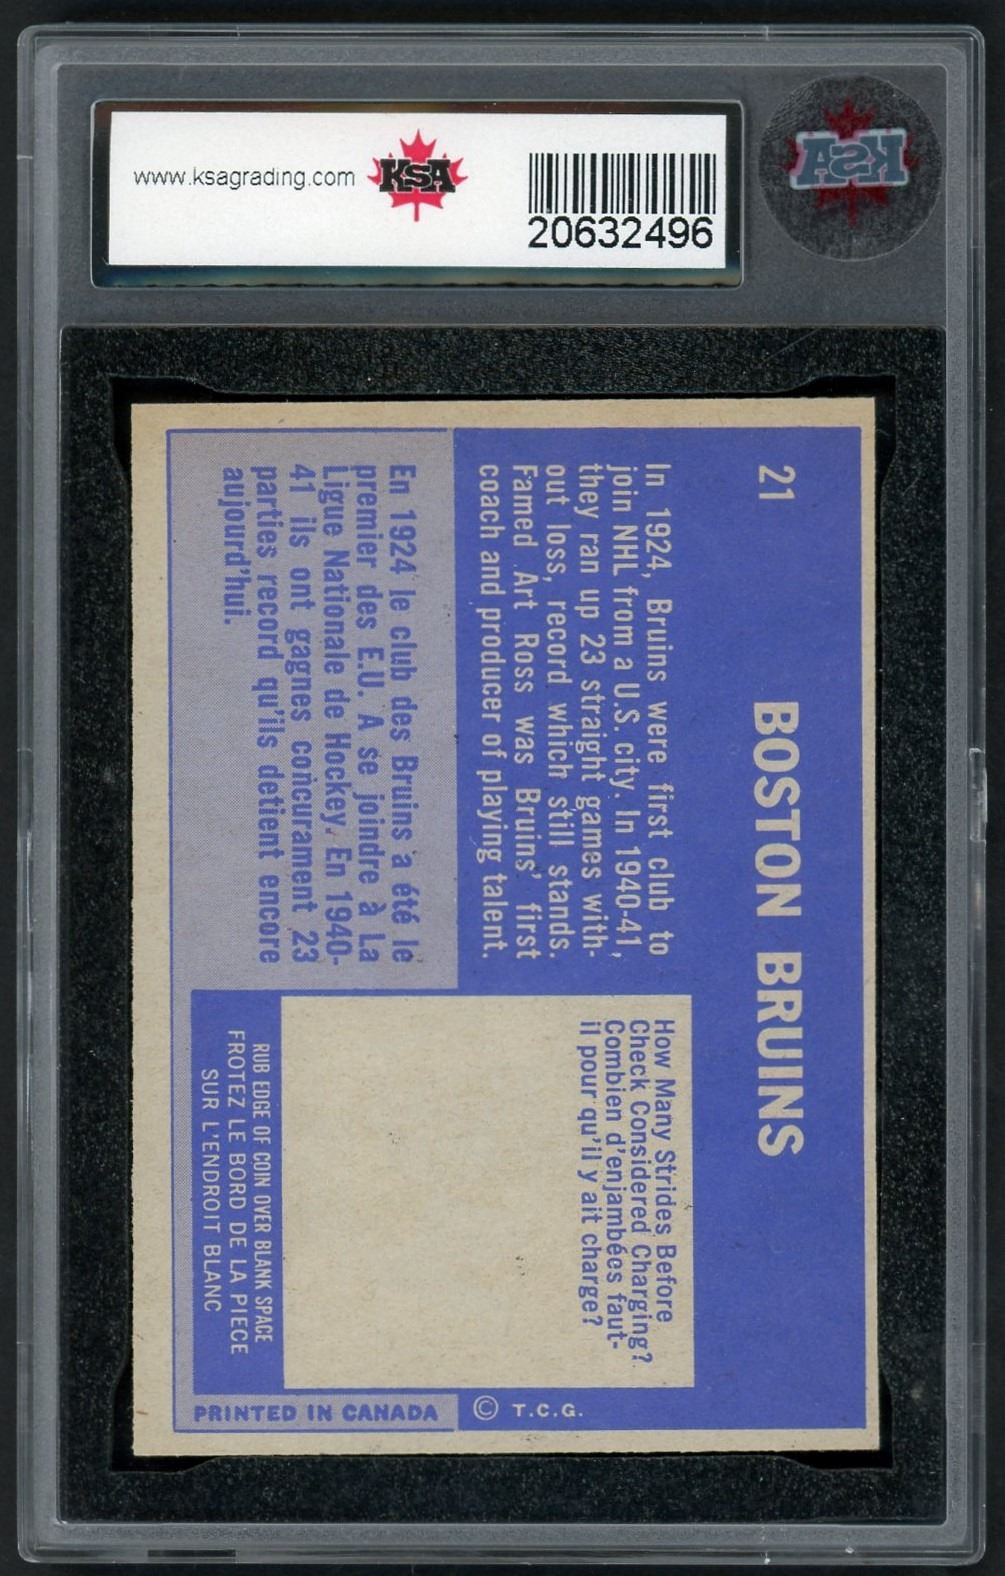 www.ksagrading.com
KSA
20632496
KSA
21
BOSTON BRUINS
In 1924, Bruins were first club to
join NHL from a U.S. city. In 1940-41,
they ran up 23 straight games with-
out loss, record which still stands.
Famed Art Ross was Bruins' first
coach and producer of playing talent.
En 1924 le club des Bruins a été le
premier des E.U. A se joindre à La
Ligue Nationale de Hockey. En 1940-
41 ils ont gagnes concurament 23
parties record qu'ils detient encore
aujourd'hui.
How Many Strides Before
Check Considered Charging?
Combien d'enjambées faut-
il pour qu'il y ait charge?
RUB EDGE OF COIN OVER BLANK SPACE
FROTEZ LE BORD DE LA PIECE
SUR L'ENDROIT BLANC
© T.C.G.
PRINTED IN CANADA